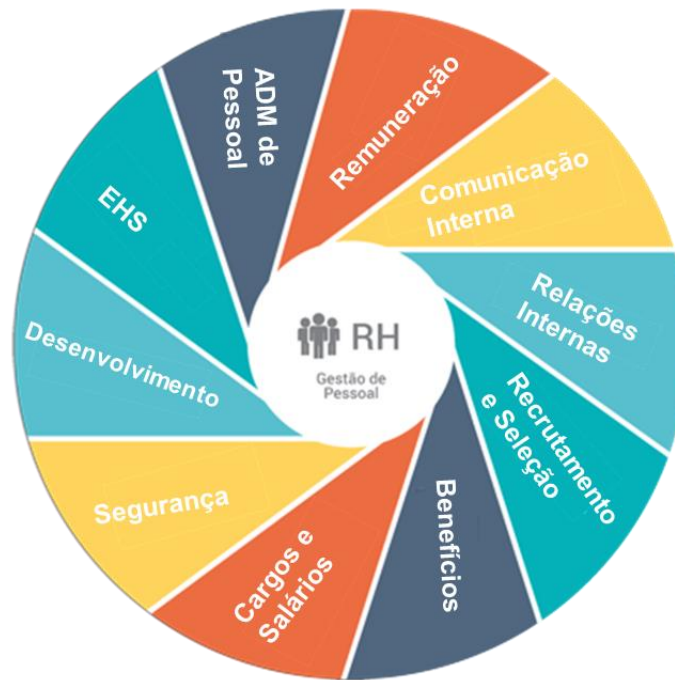 ADM de
Pessoal
Remuneração
Comunicação
Interna
Relações
Internas
Recrutamento
e Seleção
Benefícios
Cargos e
Salários
Segurança
Desenvolvimento
EHS
RH
Gestão de
Pessoal